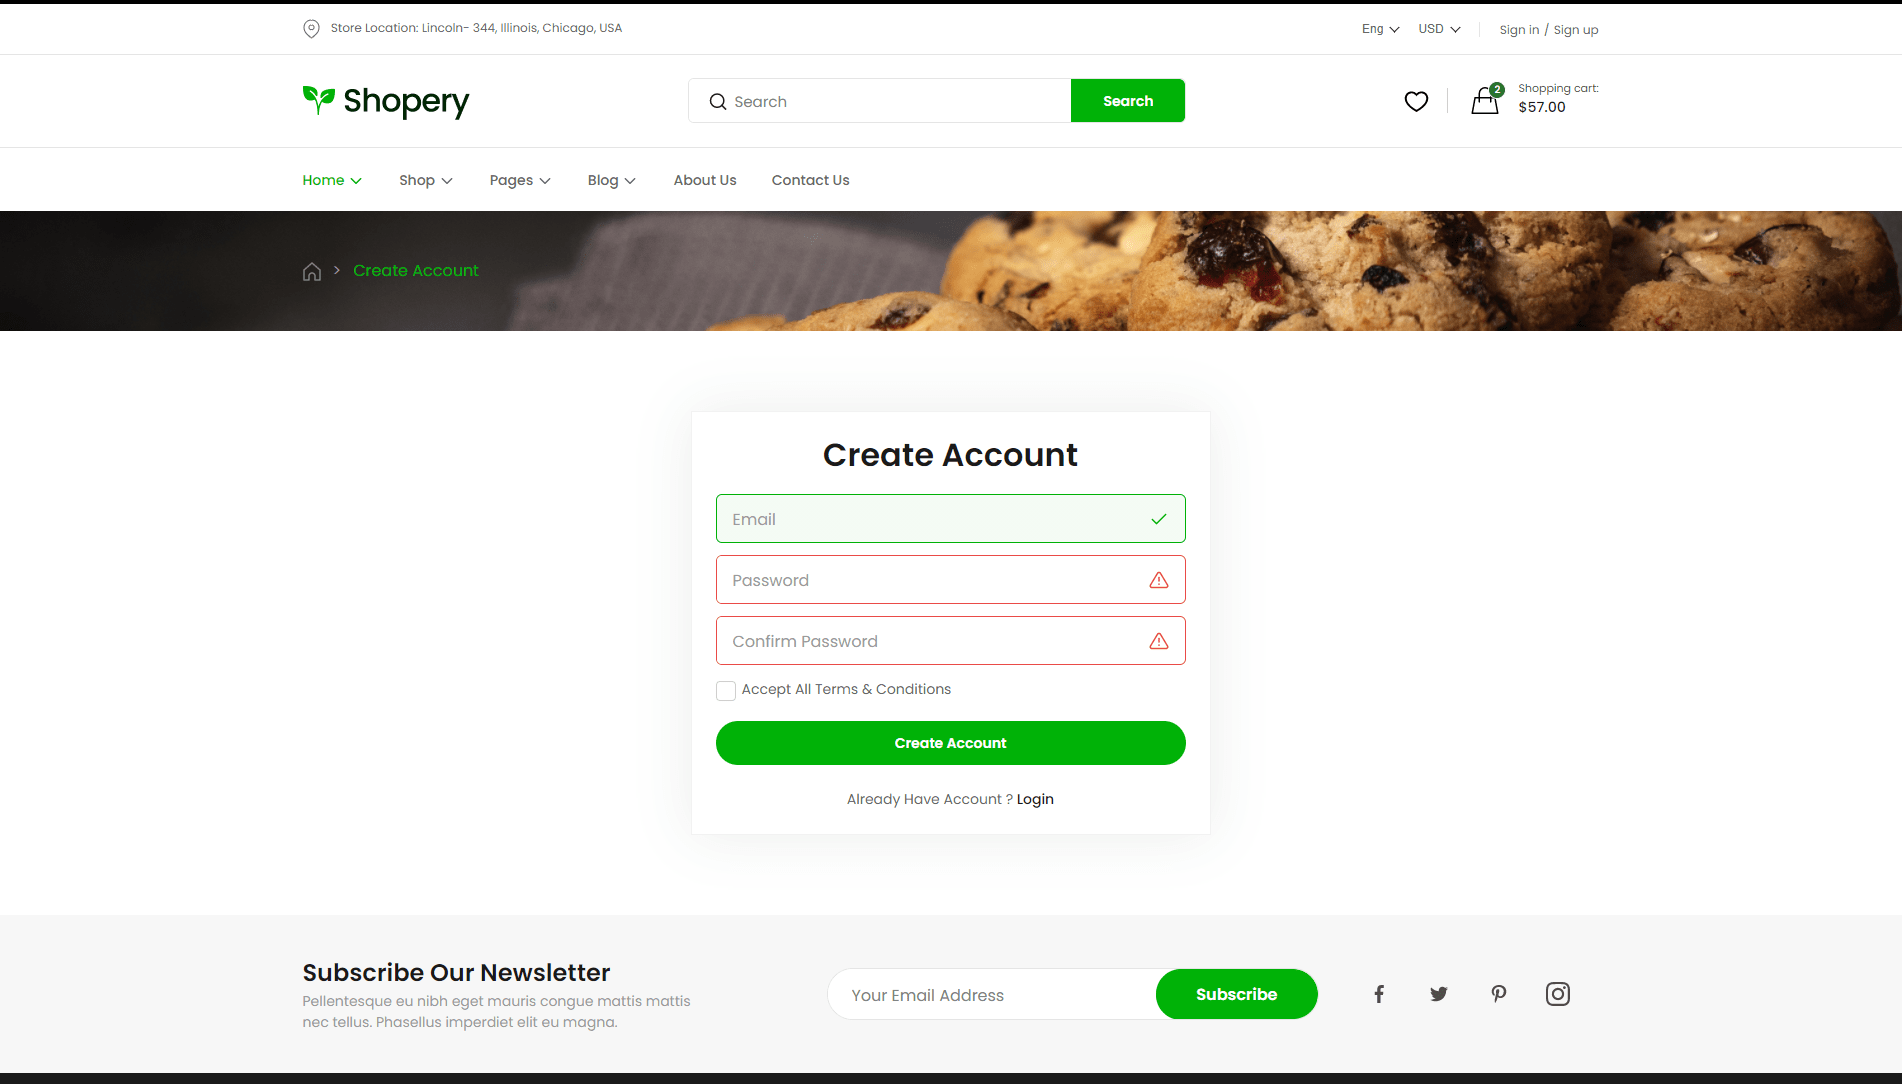 Store Location: Lincoln- 344, Illinois, Chicago, USA
Eng
USD
Sign in / Sign up
Shopery
Search
Search
2
Shopping cart:
$57.00
Home
Shop
Pages
Blog
About Us
Contact Us
Create Account
Create Account
Email
Password
Confirm Password
Accept All Terms & Conditions
Create Account
Already Have Account ? Login
Subscribe Our Newsletter
Pellentesque eu nibh eget mauris congue mattis mattis
nec tellus. Phasellus imperdiet elit eu magna.
Your Email Address
Subscribe